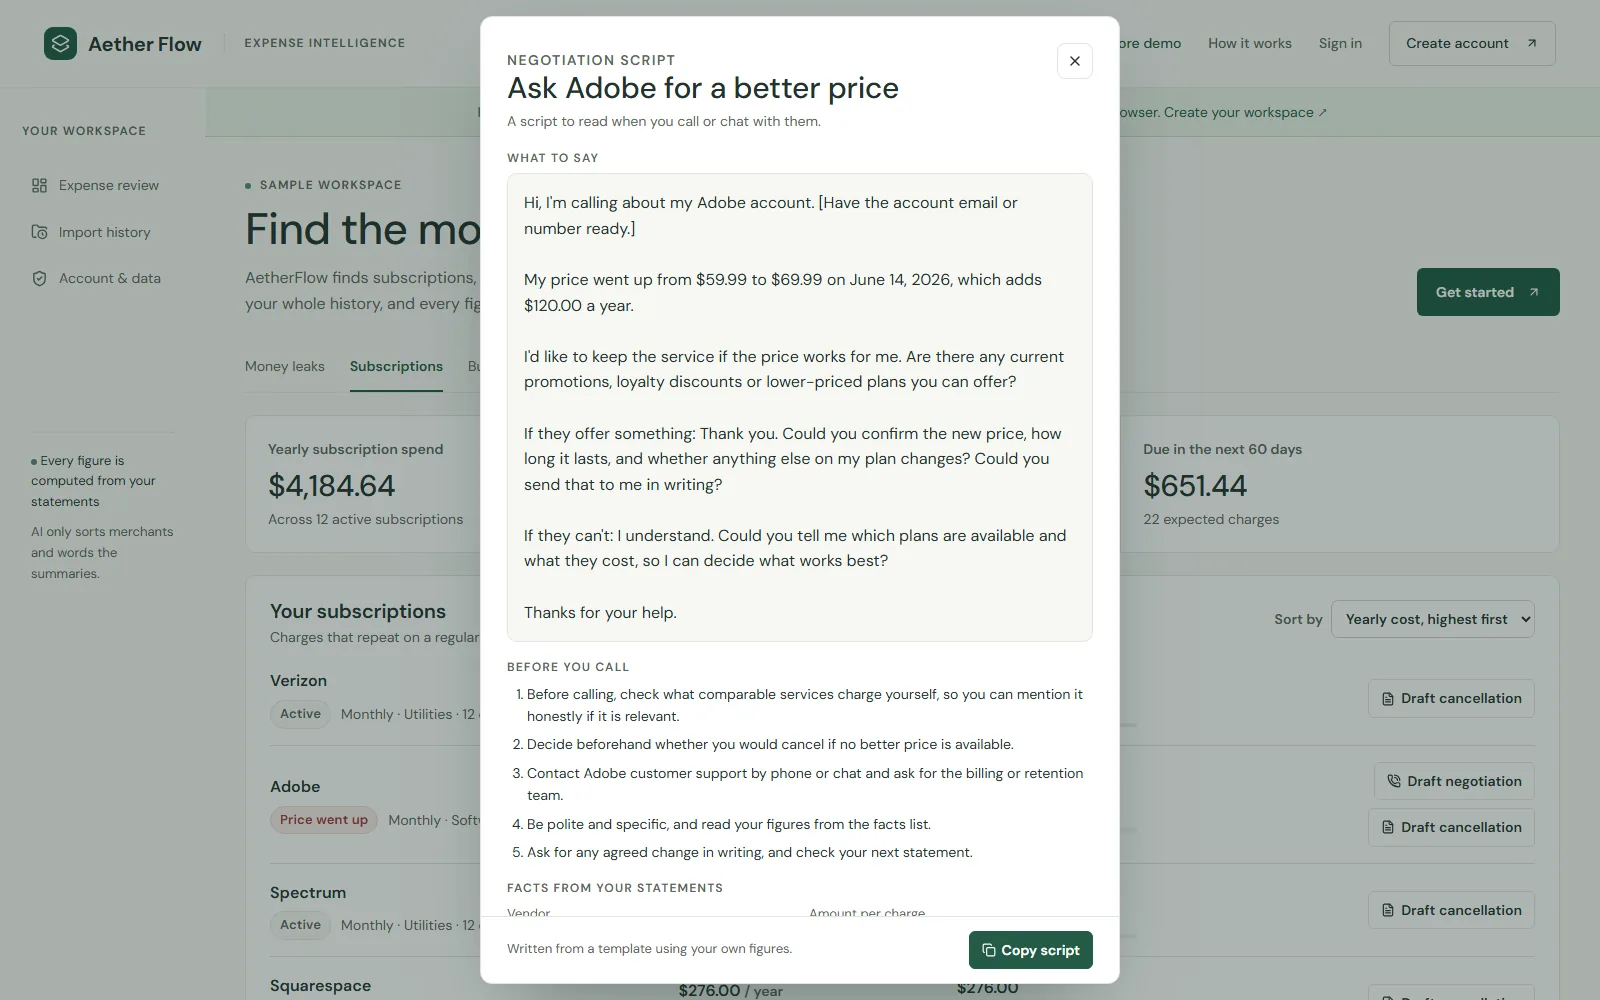 Aether Flow
EXPENSE INTELLIGENCE
ore demo
How it works
Sign in
Create account
YOUR WORKSPACE
Expense review
Import history
Account & data
Every figure is
computed from your
statements
AI only sorts merchants
and words the
summaries.
owser. Create your workspace ↗
SAMPLE WORKSPACE
Find the mo
AetherFlow finds subscriptions,
your whole history, and every fig
Get started
Money leaks
Subscriptions
Yearly subscription spend
$4,184.64
Across 12 active subscriptions
Due in the next 60 days
$651.44
22 expected charges
Your subscriptions
Charges that repeat on a regular
Sort by
Yearly cost, highest first
Verizon
Active
Monthly · Utilities · 12
Draft cancellation
Adobe
Price went up
Monthly · Softw
Draft negotiation
Draft cancellation
Spectrum
Active
Monthly · Utilities · 12
Draft cancellation
Squarespace
$276.00 / year
$276.00
NEGOTIATION SCRIPT
Ask Adobe for a better price
A script to read when you call or chat with them.
WHAT TO SAY
Hi, I'm calling about my Adobe account. [Have the account email or
number ready.]
My price went up from $59.99 to $69.99 on June 14, 2026, which adds
$120.00 a year.
I'd like to keep the service if the price works for me. Are there any current
promotions, loyalty discounts or lower-priced plans you can offer?
If they offer something: Thank you. Could you confirm the new price, how
long it lasts, and whether anything else on my plan changes? Could you
send that to me in writing?
If they can't: I understand. Could you tell me which plans are available and
what they cost, so I can decide what works best?
Thanks for your help.
BEFORE YOU CALL
1. Before calling, check what comparable services charge yourself, so you can mention it
honestly if it is relevant.
2. Decide beforehand whether you would cancel if no better price is available.
3. Contact Adobe customer support by phone or chat and ask for the billing or retention
team.
4. Be polite and specific, and read your figures from the facts list.
5. Ask for any agreed change in writing, and check your next statement.
FACTS FROM YOUR STATEMENTS
Vendor
Amount per charge
Written from a template using your own figures.
Copy script